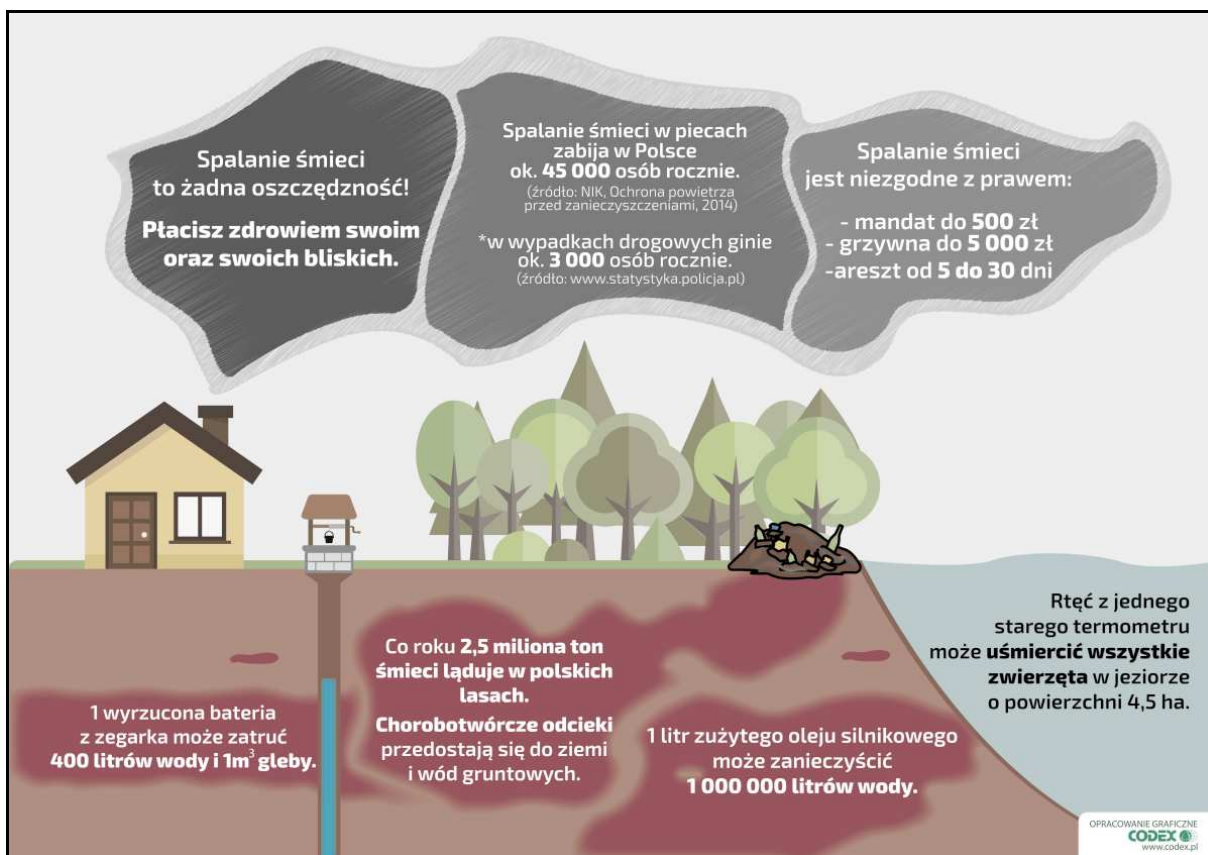 Spalanie śmieci
to żadna oszczędzność!
Płacisz zdrowiem swoim
oraz swoich bliskich.
Spalanie śmieci w piecach
zabija w Polsce
ok. 45 000 osób rocznie.
(źródło: NIK, Ochrona powietrza
przed zanieczyszczeniami, 2014)
*w wypadkach drogowych ginie
ok. 3 000 osób rocznie.
(źródło: www.statystyka.policja.pl)
Spalanie śmieci
jest niezgodne z prawem:
- mandat do 500 zł
- grzywna do 5 000 zł
-areszt od 5 do 30 dni
1 wyrzucona bateria
z zegarka może zatruć
400 litrów wody i 1m³ gleby.
Co roku 2,5 miliona ton
śmieci ląduje w polskich
lasach.
Chorobotwórcze odcieki
przedostają się do ziemi
i wód gruntowych.
1 litr zużytego oleju silnikowego
może zanieczyścić
1 000 000 litrów wody.
Rtęć z jednego
starego termometru
może uśmiercić wszystkie
zwierzęta w jeziorze
o powierzchni 4,5 ha.
OPRACOWANIE GRAFICZNE
CODEX
www.codex.pl